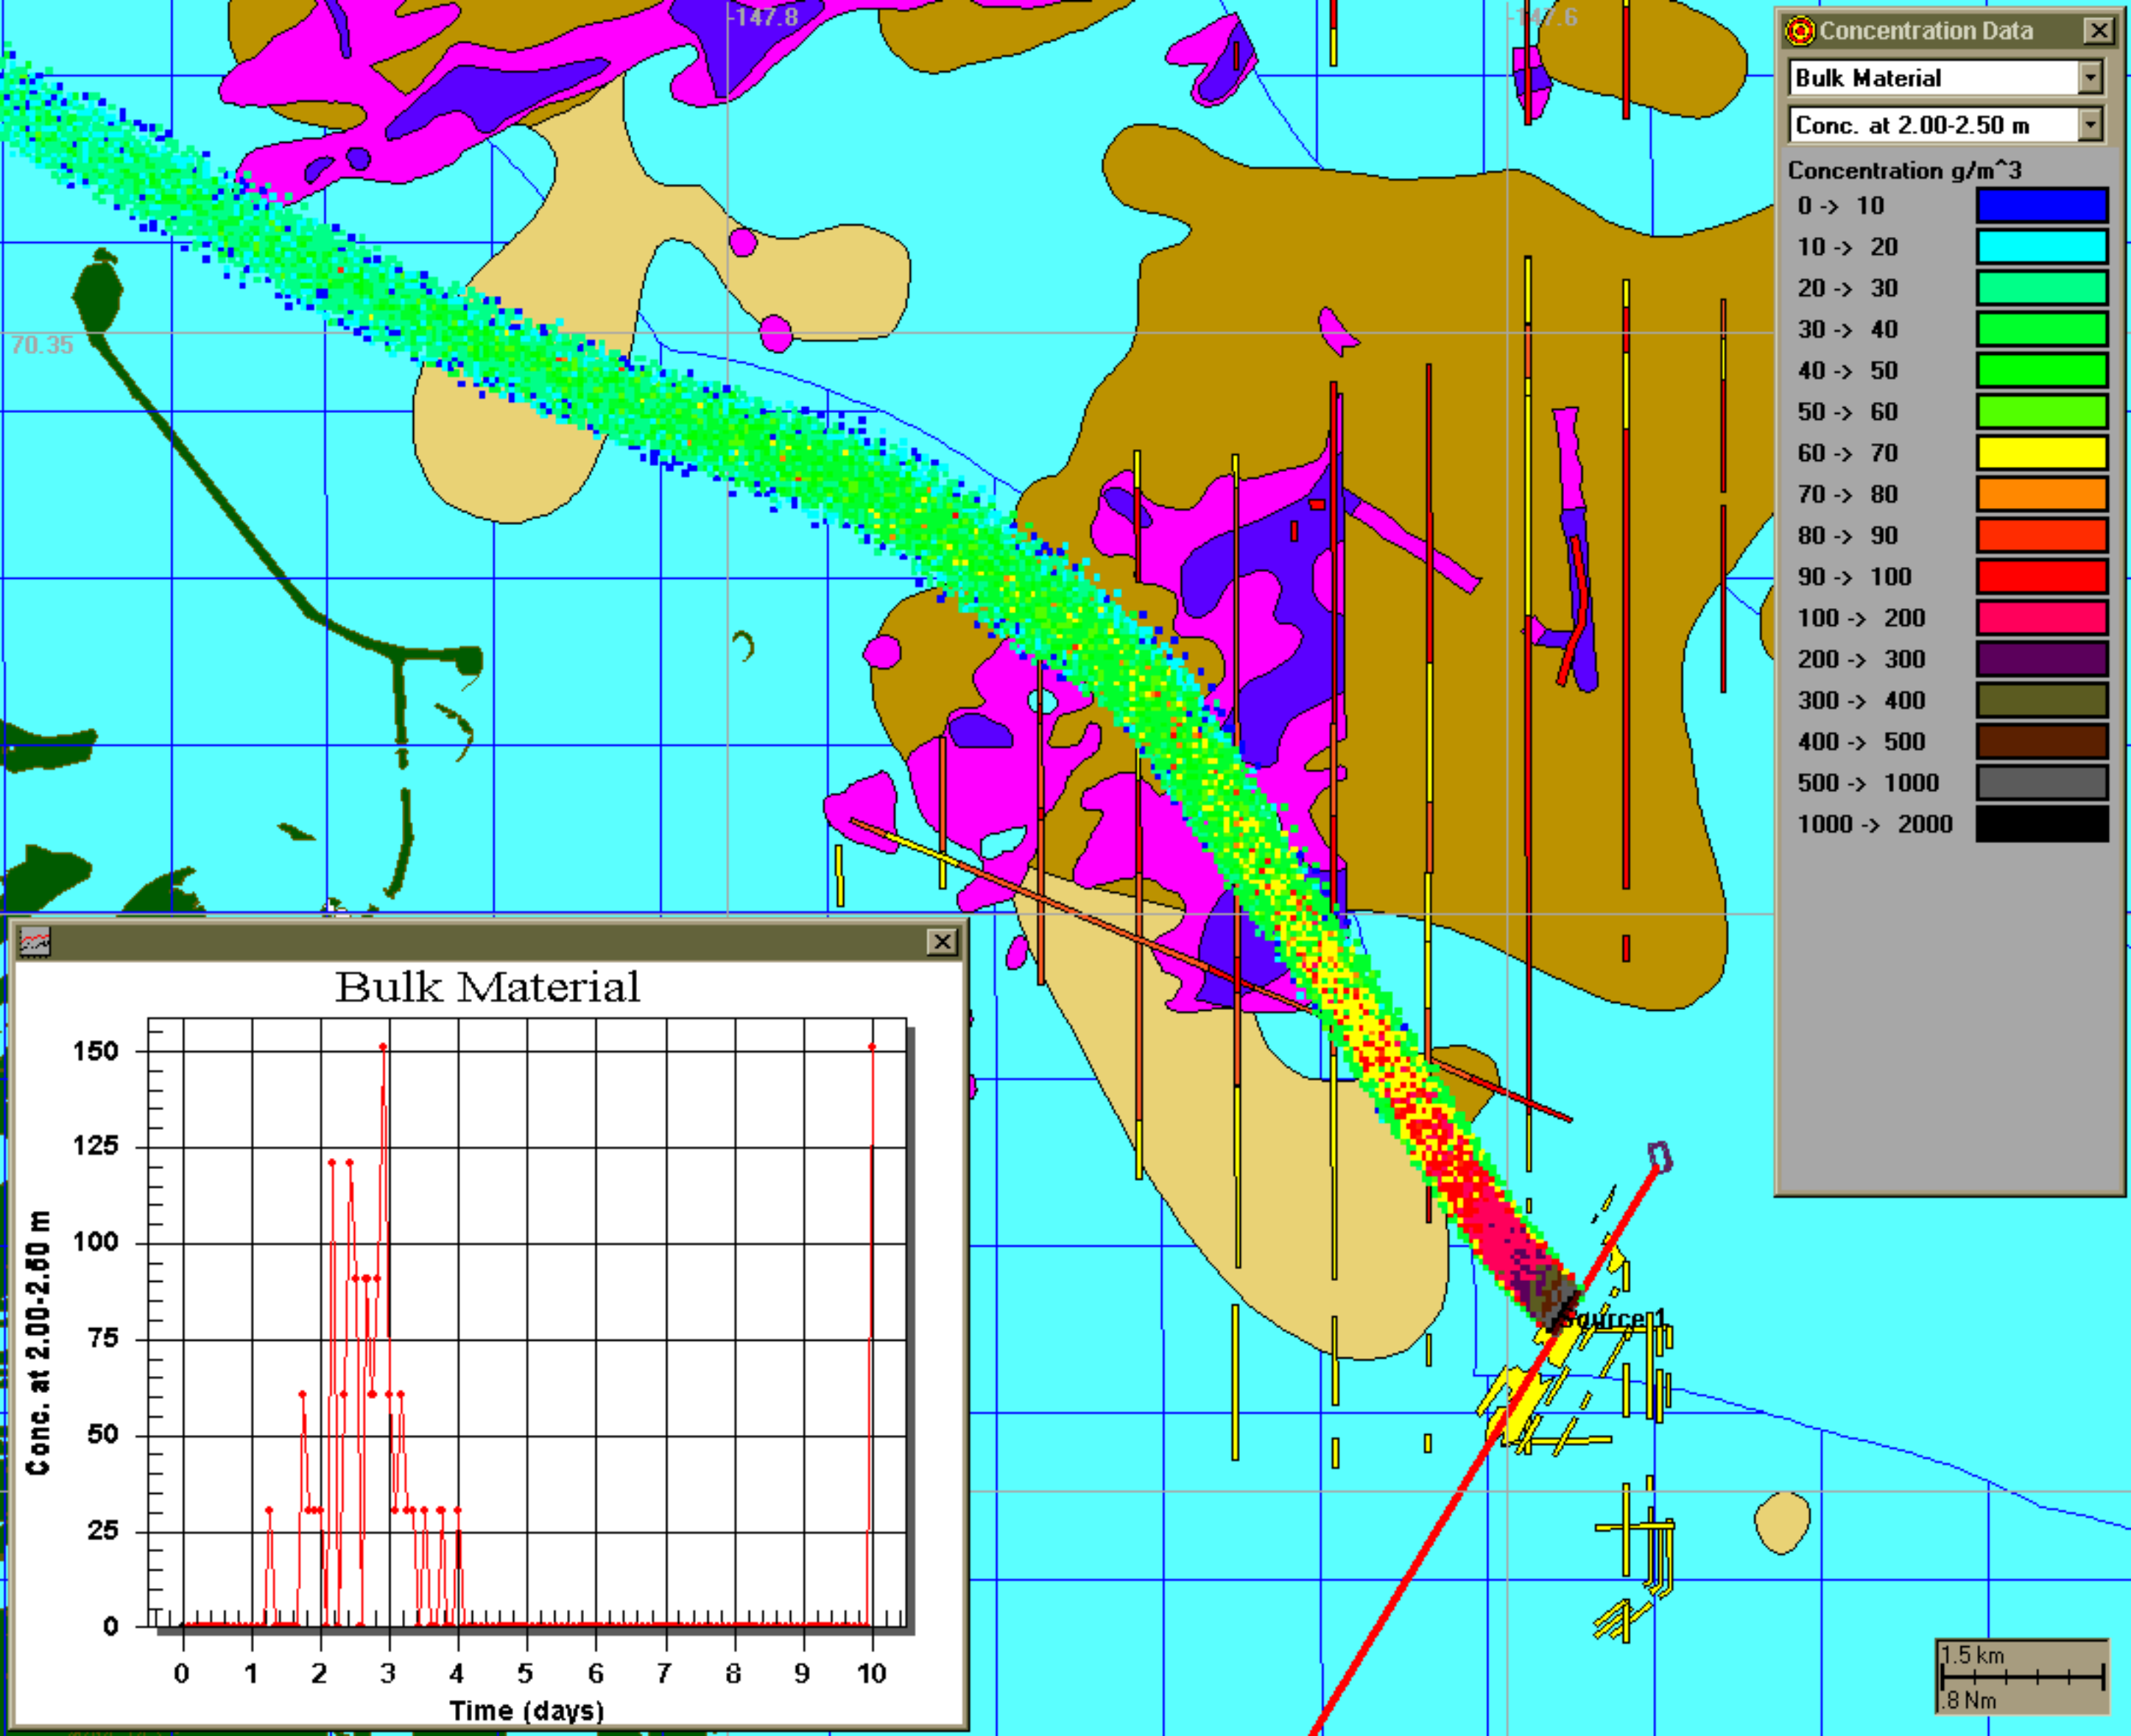 -147.8
-147.6
70.35
Source 1
Concentration Data
Bulk Material
Conc. at 2.00-2.50 m
Concentration g/m^3
0 -> 10
10 -> 20
20 -> 30
30 -> 40
40 -> 50
50 -> 60
60 -> 70
70 -> 80
80 -> 90
90 -> 100
100 -> 200
200 -> 300
300 -> 400
400 -> 500
500 -> 1000
1000 -> 2000
Bulk Material
Conc. at 2.00-2.50 m
150
125
100
75
50
25
0
0 1 2 3 4 5 6 7 8 9 10
Time (days)
1.5 km
.8 Nm